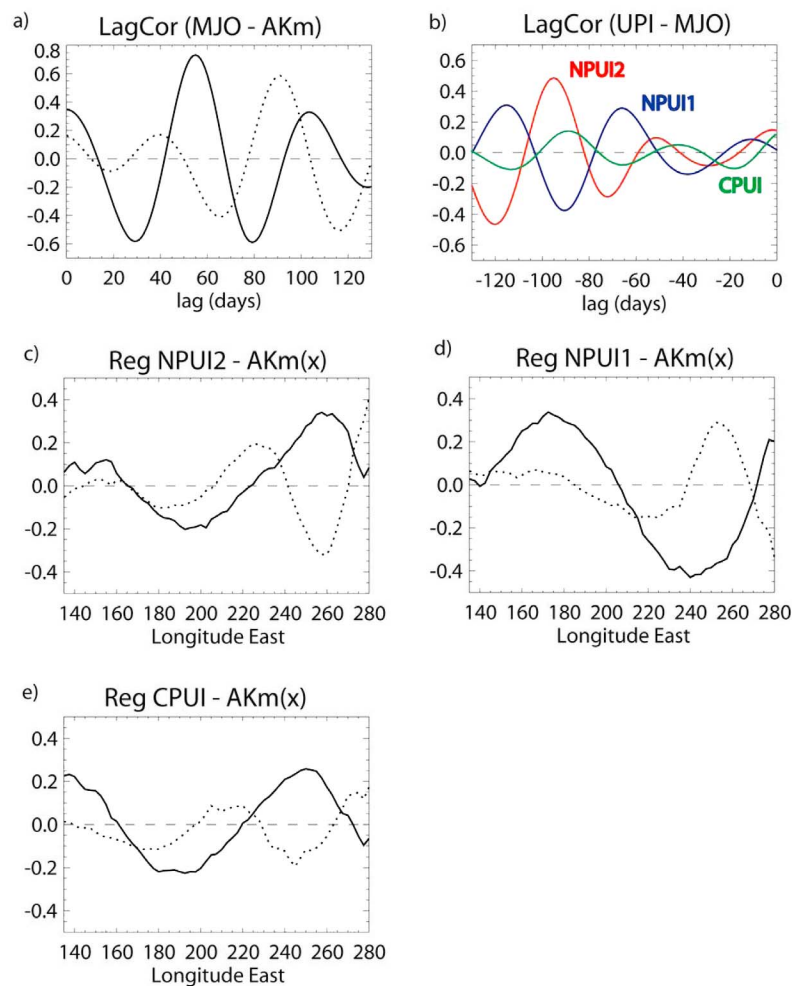 a)
LagCor (MJO - AKm)
0.8
0.6
0.4
0.2
0.0
-0.2
-0.4
-0.6
0 20 40 60 80 100 120
lag (days)
b)
LagCor (UPI - MJO)
NPUI2
NPUI1
CPUI
0.6
0.4
0.2
0.0
-0.2
-0.4
-0.6
-120 -100 -80 -60 -40 -20 0
lag (days)
c)
Reg NPUI2 - AKm(x)
0.4
0.2
0.0
-0.2
-0.4
140 160 180 200 220 240 260 280
Longitude East
d)
Reg NPUI1 - AKm(x)
0.4
0.2
0.0
-0.2
-0.4
140 160 180 200 220 240 260 280
Longitude East
e)
Reg CPUI - AKm(x)
0.4
0.2
0.0
-0.2
-0.4
140 160 180 200 220 240 260 280
Longitude East